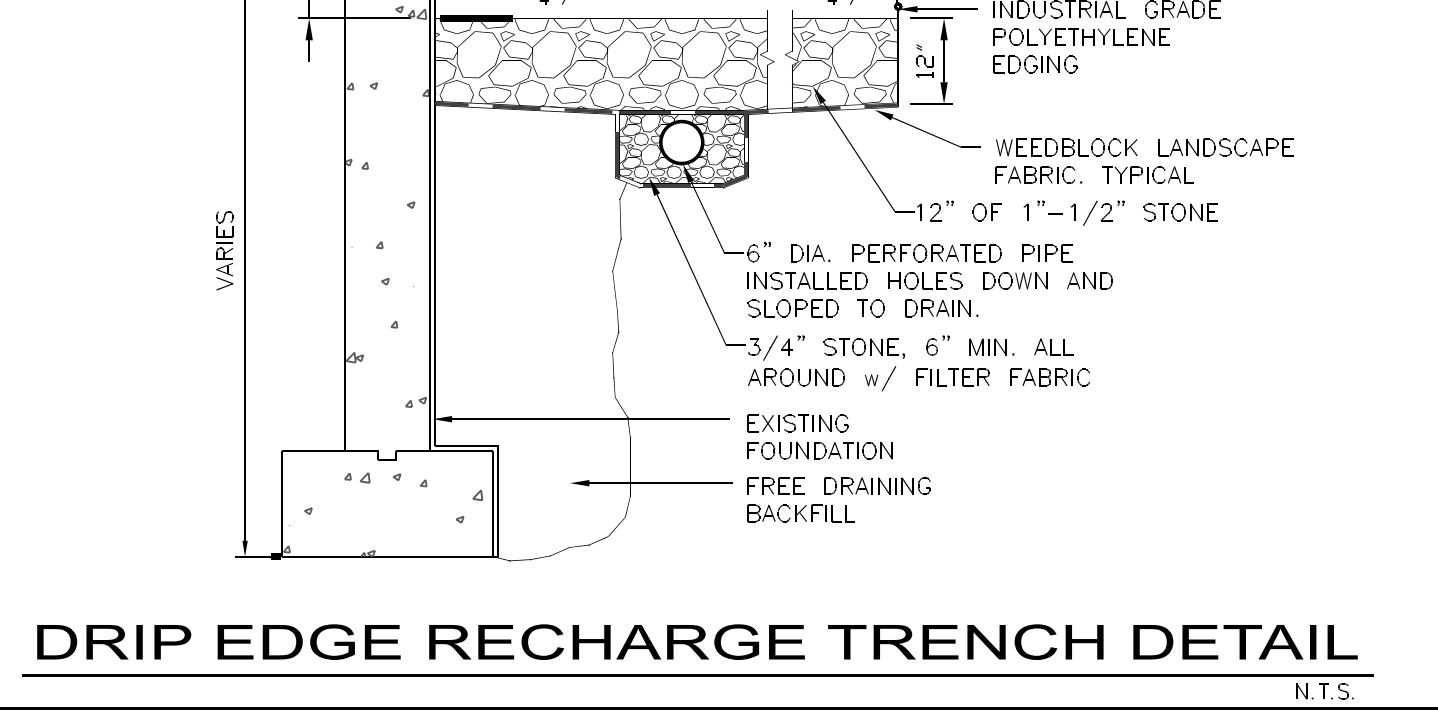 INDUSTRIAL GRADE
POLYETHYLENE
EDGING
12"
WEEDBLOCK LANDSCAPE
FABRIC. TYPICAL
12" OF 1"-1/2" STONE
VARIES
6" DIA. PERFORATED PIPE
INSTALLED HOLES DOWN AND
SLOPED TO DRAIN.
3/4" STONE, 6" MIN. ALL
AROUND w/ FILTER FABRIC
EXISTING
FOUNDATION
FREE DRAINING
BACKFILL
DRIP EDGE RECHARGE TRENCH DETAIL
N.T.S.